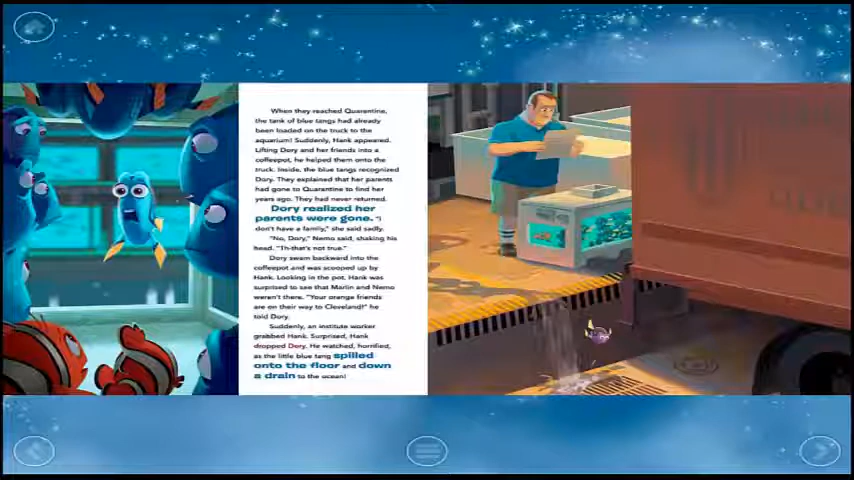 When they reached Quarantine,
the tank of blue tangs had already
been loaded on the truck to the
aquarium! Suddenly, Hank appeared.
Lifting Dory and her friends into a
coffeepot, he helped them onto the
truck. Inside, the blue tangs recognized
Dory. They explained that her parents
had gone to Quarantine to find her
years ago. They had never returned.
Dory realized her
parents were gone. "I
don't have a family," she said sadly.
"No, Dory," Nemo said, shaking his
head. "Th-that's not true."
Dory swam backward into the
coffeepot and was scooped up by
Hank. Looking in the pot, Hank was
surprised to see that Marlin and Nemo
weren't there. "Your orange friends
are on their way to Cleveland!" he
told Dory.
Suddenly, an institute worker
grabbed Hank. Surprised, Hank
dropped Dory. He watched, horrified,
as the little blue tang spilled
onto the floor and down
a drain to the ocean!